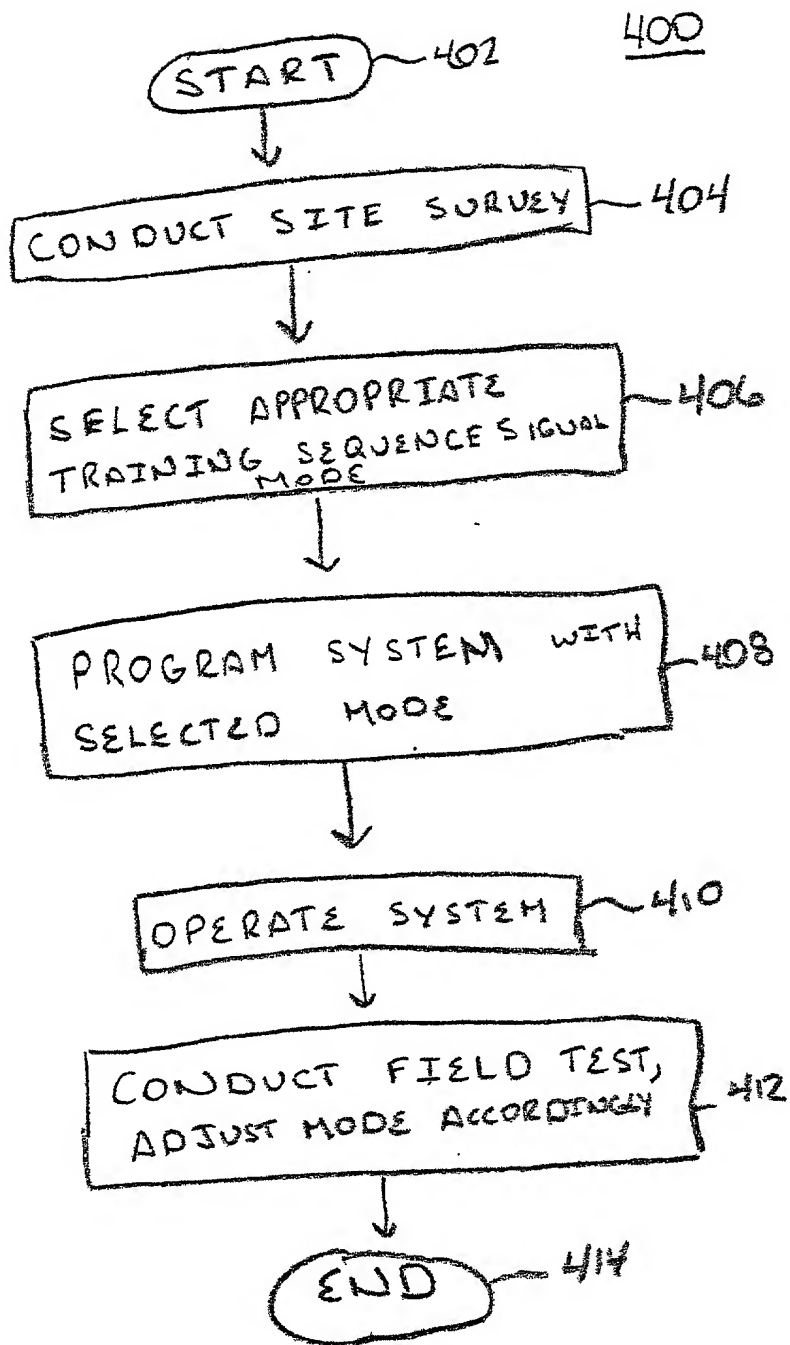 400
START 402
CONDUCT SITE SURVEY 404
SELECT APPROPRIATE 406
TRAINING SEQUENCE SIGNAL
MODE
PROGRAM SYSTEM WITH 408
SELECTED MODE
OPERATE SYSTEM 410
CONDUCT FIELD TEST, 412
ADJUST MODE ACCORDINGLY
END 414